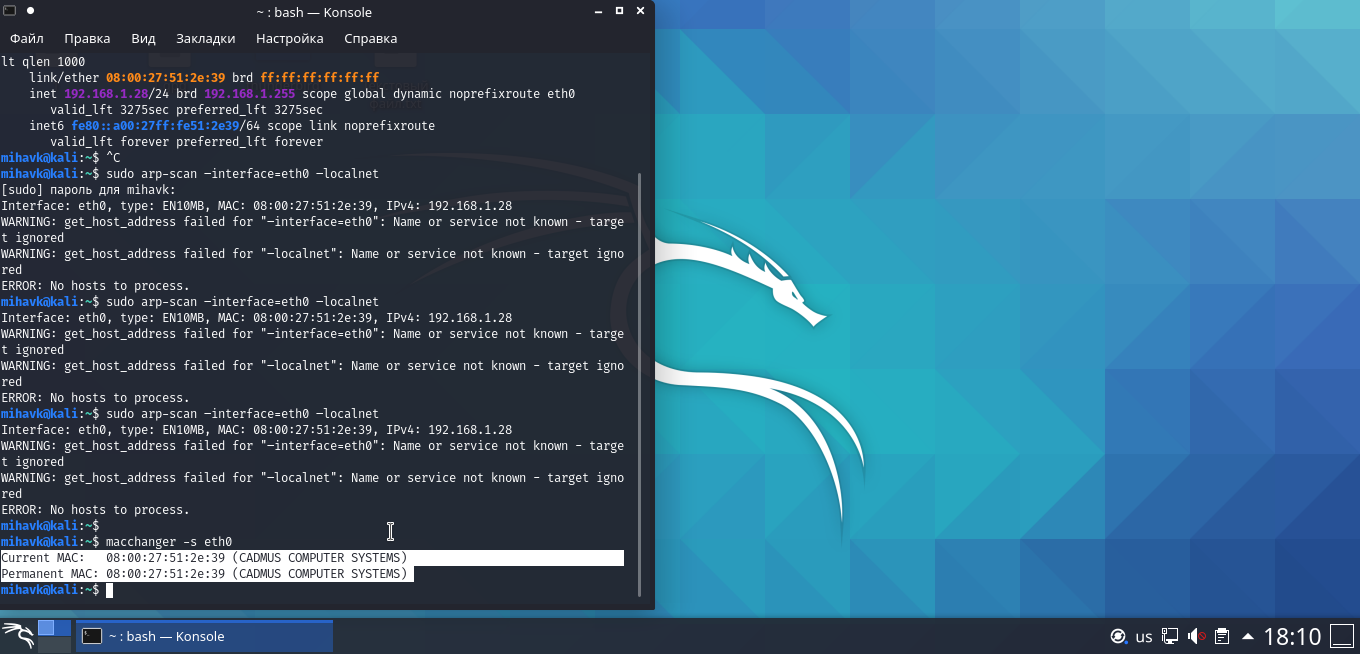 ~ : bash — Konsole
Файл Правка Вид Закладки Настройка Справка
lt qlen 1000
link/ether 08:00:27:51:2e:39 brd ff:ff:ff:ff:ff:ff
inet 192.168.1.28/24 brd 192.168.1.255 scope global dynamic noprefixroute eth0
valid_lft 3275sec preferred_lft 3275sec
inet6 fe80::a00:27ff:fe51:2e39/64 scope link noprefixroute
valid_lft forever preferred_lft forever
mihavk@kali:~$ ^C
mihavk@kali:~$ sudo arp-scan –interface=eth0 –localnet
[sudo] пароль для mihavk:
Interface: eth0, type: EN10MB, MAC: 08:00:27:51:2e:39, IPv4: 192.168.1.28
WARNING: get_host_address failed for "–interface=eth0": Name or service not known - targe
t ignored
WARNING: get_host_address failed for "–localnet": Name or service not known - target igno
red
ERROR: No hosts to process.
mihavk@kali:~$ sudo arp-scan –interface=eth0 –localnet
Interface: eth0, type: EN10MB, MAC: 08:00:27:51:2e:39, IPv4: 192.168.1.28
WARNING: get_host_address failed for "–interface=eth0": Name or service not known - targe
t ignored
WARNING: get_host_address failed for "–localnet": Name or service not known - target igno
red
ERROR: No hosts to process.
mihavk@kali:~$ sudo arp-scan –interface=eth0 –localnet
Interface: eth0, type: EN10MB, MAC: 08:00:27:51:2e:39, IPv4: 192.168.1.28
WARNING: get_host_address failed for "–interface=eth0": Name or service not known - targe
t ignored
WARNING: get_host_address failed for "–localnet": Name or service not known - target igno
red
ERROR: No hosts to process.
mihavk@kali:~$
mihavk@kali:~$ macchanger -s eth0
Current MAC:   08:00:27:51:2e:39 (CADMUS COMPUTER SYSTEMS)
Permanent MAC: 08:00:27:51:2e:39 (CADMUS COMPUTER SYSTEMS)
mihavk@kali:~$
~ : bash — Konsole
us
18:10